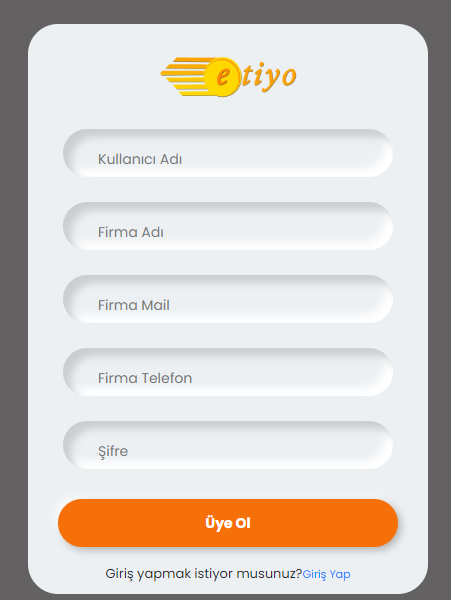 etiyo
Kullanıcı Adı
Firma Adı
Firma Mail
Firma Telefon
Şifre
Üye Ol
Giriş yapmak istiyor musunuz?Giriş Yap